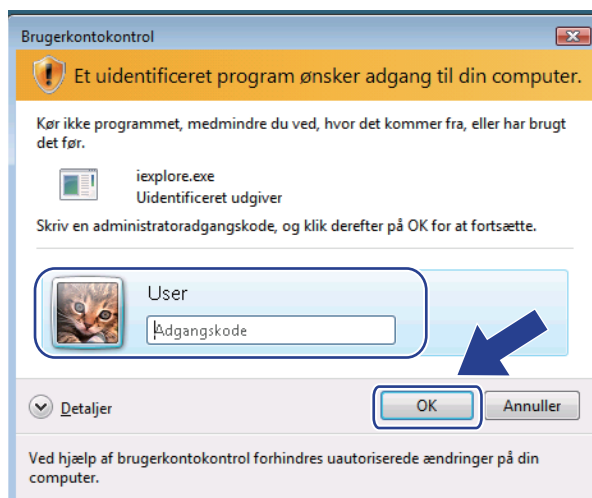 Brugerkontokontrol
Et uidentificeret program ønsker adgang til din computer.
Kør ikke programmet, medmindre du ved, hvor det kommer fra, eller har brugt
det før.
iexplore.exe
Uidentificeret udgiver
Skriv en administratoradgangskode, og klik derefter på OK for at fortsætte.
User
Adgangskode
Detaljer
OK
Annuller
Ved hjælp af brugerkontokontrol forhindres uautoriserede ændringer på din
computer.